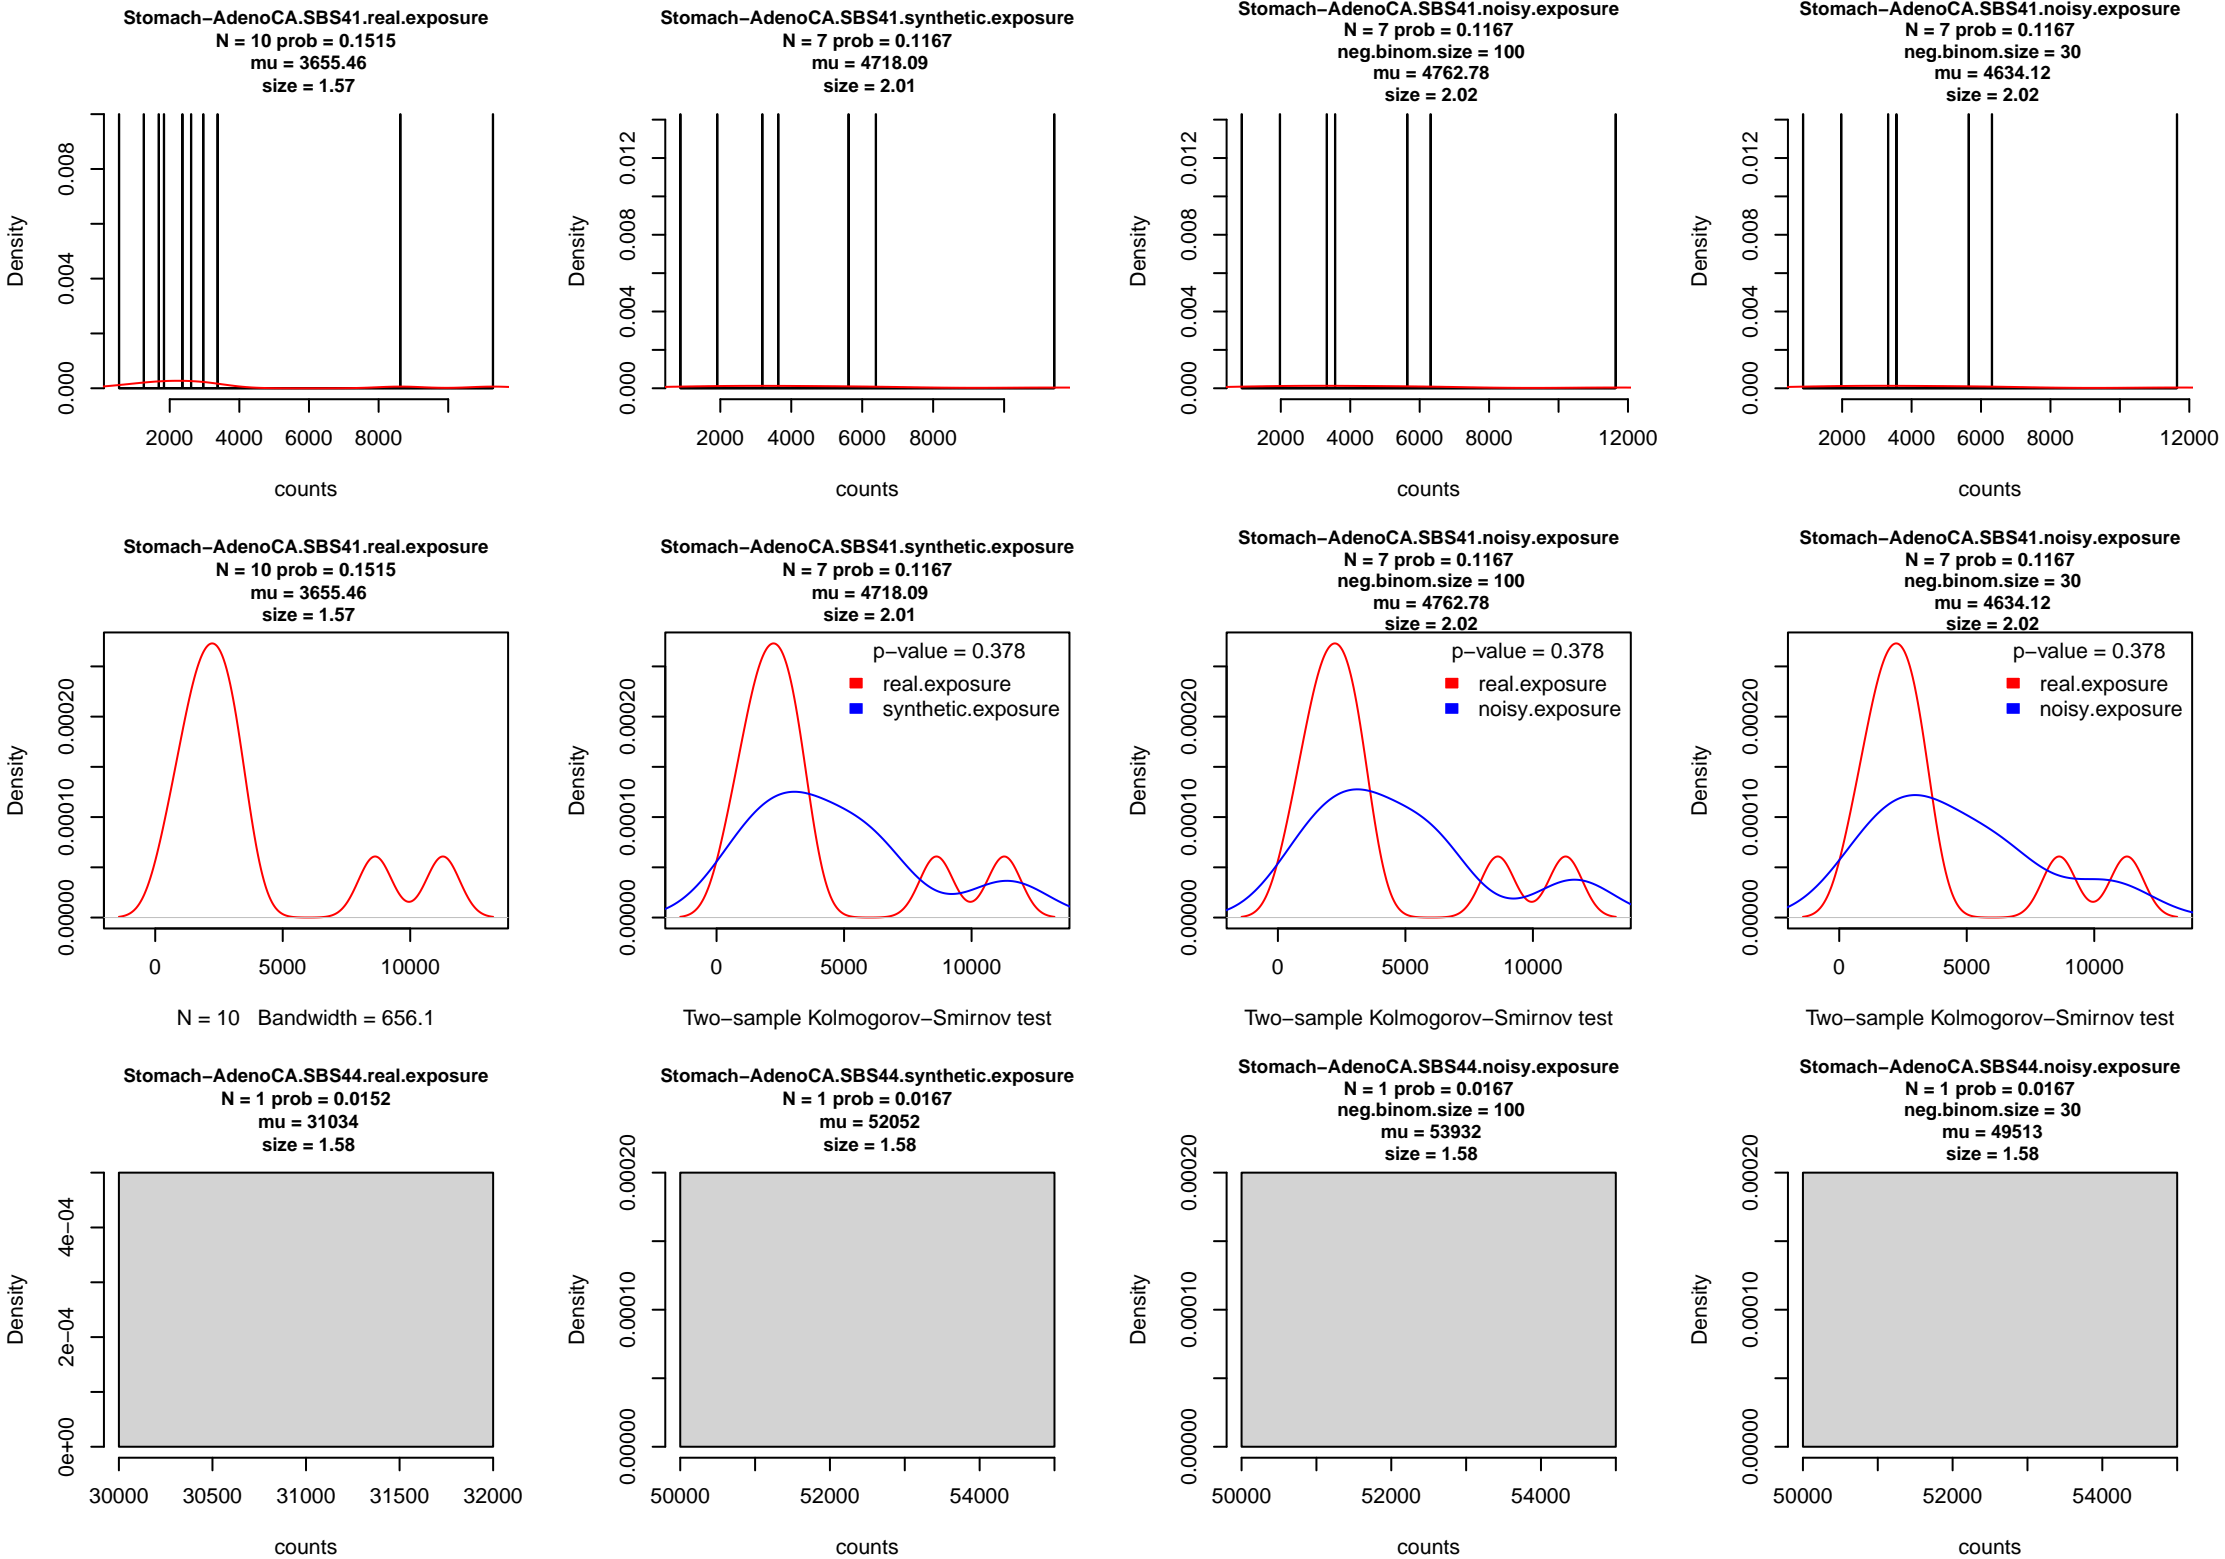 Stomach−AdenoCA.SBS41.real.exposure
N = 10 prob = 0.1515
mu = 3655.46
size = 1.57
Density
0.000 0.004 0.008
2000 4000 6000 8000
counts
Stomach−AdenoCA.SBS41.synthetic.exposure
N = 7 prob = 0.1167
mu = 4718.09
size = 2.01
Density
0.000 0.004 0.008 0.012
2000 4000 6000 8000
counts
Stomach−AdenoCA.SBS41.noisy.exposure
N = 7 prob = 0.1167
neg.binom.size = 100
mu = 4762.78
size = 2.02
Density
0.000 0.004 0.008 0.012
2000 4000 6000 8000 12000
counts
Stomach−AdenoCA.SBS41.noisy.exposure
N = 7 prob = 0.1167
neg.binom.size = 30
mu = 4634.12
size = 2.02
Density
0.000 0.004 0.008 0.012
2000 4000 6000 8000 12000
counts
Stomach−AdenoCA.SBS41.real.exposure
N = 10 prob = 0.1515
mu = 3655.46
size = 1.57
Density
0.00000 0.00010 0.00020
0 5000 10000
N = 10 Bandwidth = 656.1
Stomach−AdenoCA.SBS41.synthetic.exposure
N = 7 prob = 0.1167
mu = 4718.09
size = 2.01
p−value = 0.378
real.exposure
synthetic.exposure
Density
0.00000 0.00010 0.00020
0 5000 10000
Two−sample Kolmogorov−Smirnov test
Stomach−AdenoCA.SBS41.noisy.exposure
N = 7 prob = 0.1167
neg.binom.size = 100
mu = 4762.78
size = 2.02
p−value = 0.378
real.exposure
noisy.exposure
Density
0.00000 0.00010 0.00020
0 5000 10000
Two−sample Kolmogorov−Smirnov test
Stomach−AdenoCA.SBS41.noisy.exposure
N = 7 prob = 0.1167
neg.binom.size = 30
mu = 4634.12
size = 2.02
p−value = 0.378
real.exposure
noisy.exposure
Density
0.00000 0.00010 0.00020
0 5000 10000
Two−sample Kolmogorov−Smirnov test
Stomach−AdenoCA.SBS44.real.exposure
N = 1 prob = 0.0152
mu = 31034
size = 1.58
Density
0e+00 2e−04 4e−04
30000 30500 31000 31500 32000
counts
Stomach−AdenoCA.SBS44.synthetic.exposure
N = 1 prob = 0.0167
mu = 52052
size = 1.58
Density
0.00000 0.00010 0.00020
50000 52000 54000
counts
Stomach−AdenoCA.SBS44.noisy.exposure
N = 1 prob = 0.0167
neg.binom.size = 100
mu = 53932
size = 1.58
Density
0.00000 0.00010 0.00020
50000 52000 54000
counts
Stomach−AdenoCA.SBS44.noisy.exposure
N = 1 prob = 0.0167
neg.binom.size = 30
mu = 49513
size = 1.58
Density
0.00000 0.00010 0.00020
50000 52000 54000
counts